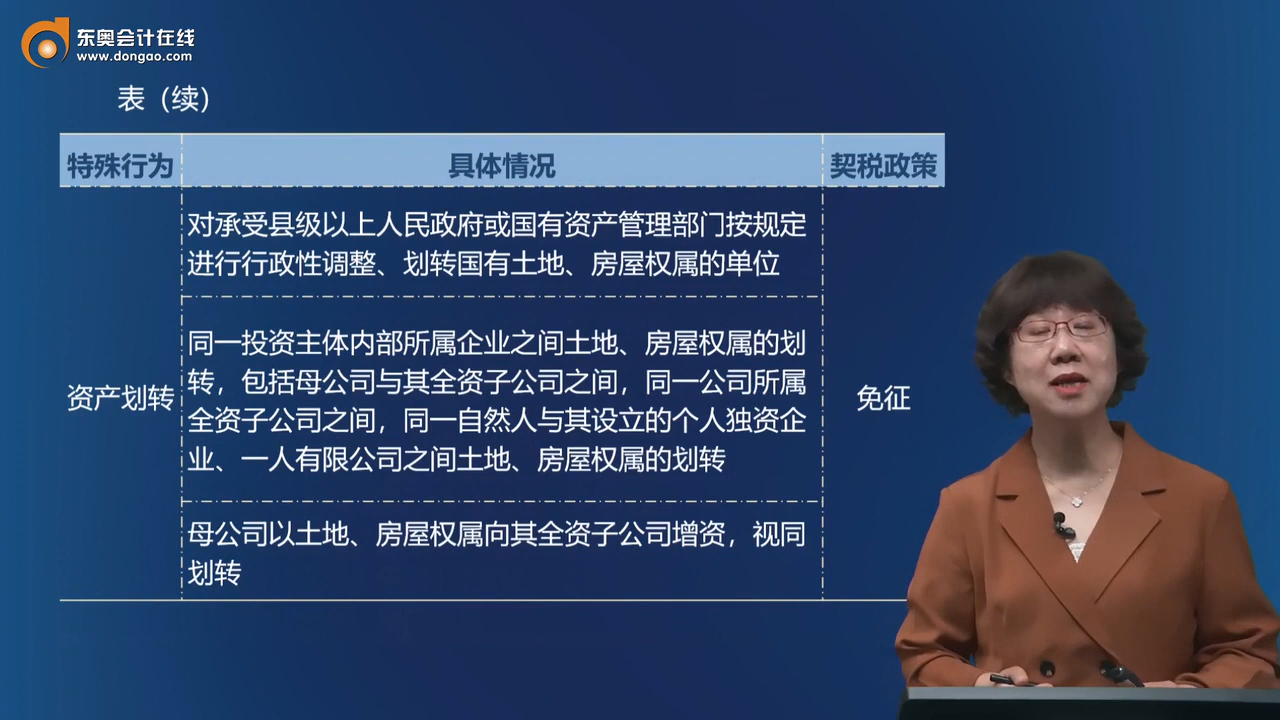 东奥会计在线
www.dongao.com
表（续）
特殊行为 具体情况 契税政策
对承受县级以上人民政府或国有资产管理部门按规定
进行行政性调整、划转国有土地、房屋权属的单位
同一投资主体内部所属企业之间土地、房屋权属的划
转，包括母公司与其全资子公司之间，同一公司所属
资产划转 全资子公司之间，同一自然人与其设立的个人独资企 免征
业、一人有限公司之间土地、房屋权属的划转
母公司以土地、房屋权属向其全资子公司增资，视同
划转